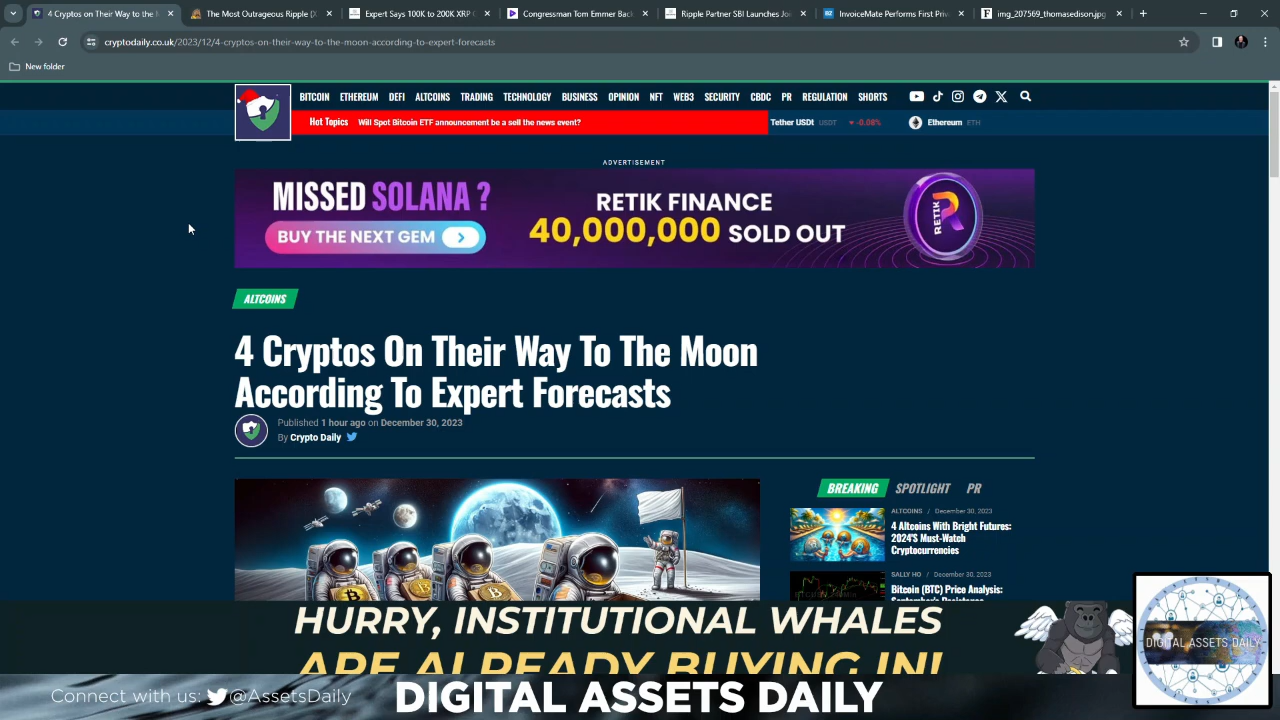 4 Cryptos on Their Way to the M
The Most Outrageous Ripple (X
Expert Says 100K to 200K XRP C
Congressman Tom Emmer Back
Ripple Partner SBI Launches Jo
InvoiceMate Performs First Priv
img_207569_thomasedison.jpg
cryptodaily.co.uk/2023/12/4-cryptos-on-their-way-to-the-moon-according-to-expert-forecasts
New folder
BITCOIN ETHEREUM DEFI ALTCOINS TRADING TECHNOLOGY BUSINESS OPINION NFT WEB3 SECURITY CBDC PR REGULATION SHORTS
Hot Topics Will Spot Bitcoin ETF announcement be a sell the news event? Tether USDt USDT -0.08% Ethereum ETH
ADVERTISEMENT
MISSED SOLANA ?
BUY THE NEXT GEM
RETIK FINANCE
40,000,000 SOLD OUT
RETIK
ALTCOINS
4 Cryptos On Their Way To The Moon
According To Expert Forecasts
Published 1 hour ago on December 30, 2023
By Crypto Daily
BREAKING SPOTLIGHT PR
ALTCOINS / December 30, 2023
4 Altcoins With Bright Futures:
2024'S Must-Watch
Cryptocurrencies
SALLY HO / December 30, 2023
Bitcoin (BTC) Price Analysis:
HURRY, INSTITUTIONAL WHALES
ARE ALREADY BUYING IN!
Connect with us: @AssetsDaily
DIGITAL ASSETS DAILY
DIGITAL ASSETS DAILY